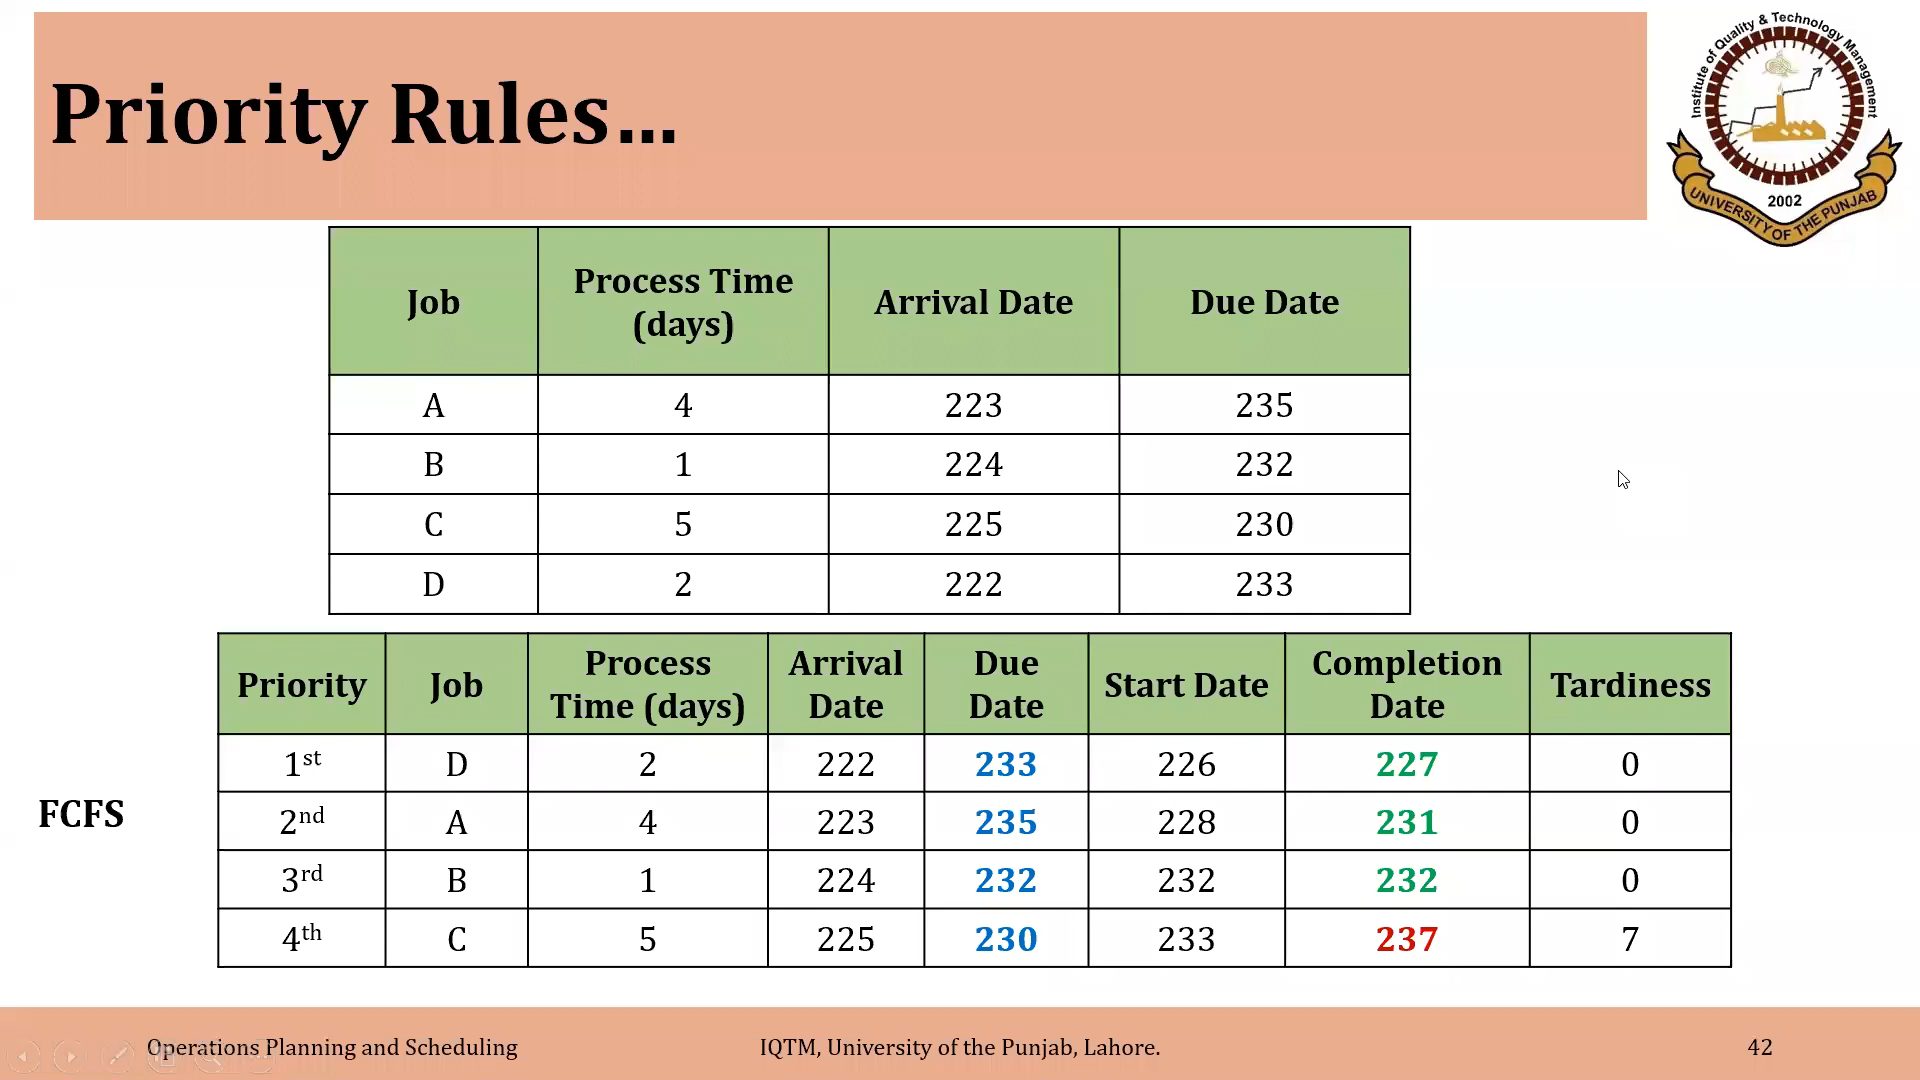 Priority Rules...
Institute of Quality & Technology Management
2002
UNIVERSITY OF THE PUNJAB
Job Process Time (days) Arrival Date Due Date
A 4 223 235
B 1 224 232
C 5 225 230
D 2 222 233
FCFS
Priority Job Process Time (days) Arrival Date Due Date Start Date Completion Date Tardiness
1st D 2 222 233 226 227 0
2nd A 4 223 235 228 231 0
3rd B 1 224 232 232 232 0
4th C 5 225 230 233 237 7
Operations Planning and Scheduling IQTM, University of the Punjab, Lahore. 42